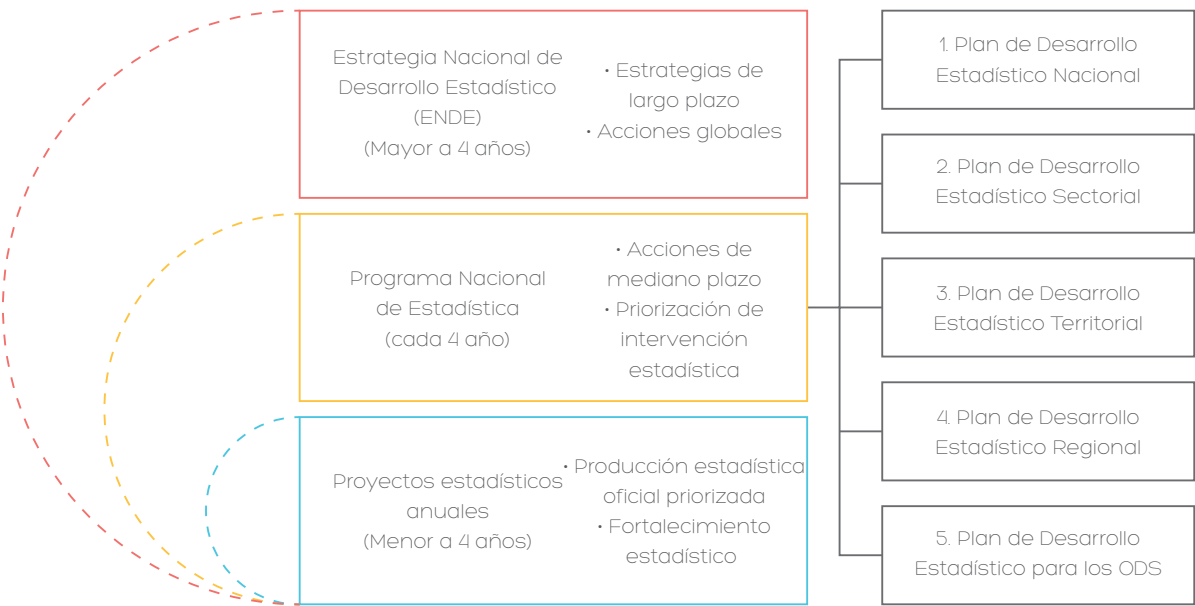 Estrategia Nacional de
Desarrollo Estadístico
(ENDE)
(Mayor a 4 años)
• Estrategias de
largo plazo
• Acciones globales
Programa Nacional
de Estadística
(cada 4 año)
• Acciones de
mediano plazo
• Priorización de
intervención
estadística
Proyectos estadísticos
anuales
(Menor a 4 años)
• Producción estadística
oficial priorizada
• Fortalecimiento
estadístico
1. Plan de Desarrollo
Estadístico Nacional
2. Plan de Desarrollo
Estadístico Sectorial
3. Plan de Desarrollo
Estadístico Territorial
4. Plan de Desarrollo
Estadístico Regional
5. Plan de Desarrollo
Estadístico para los ODS